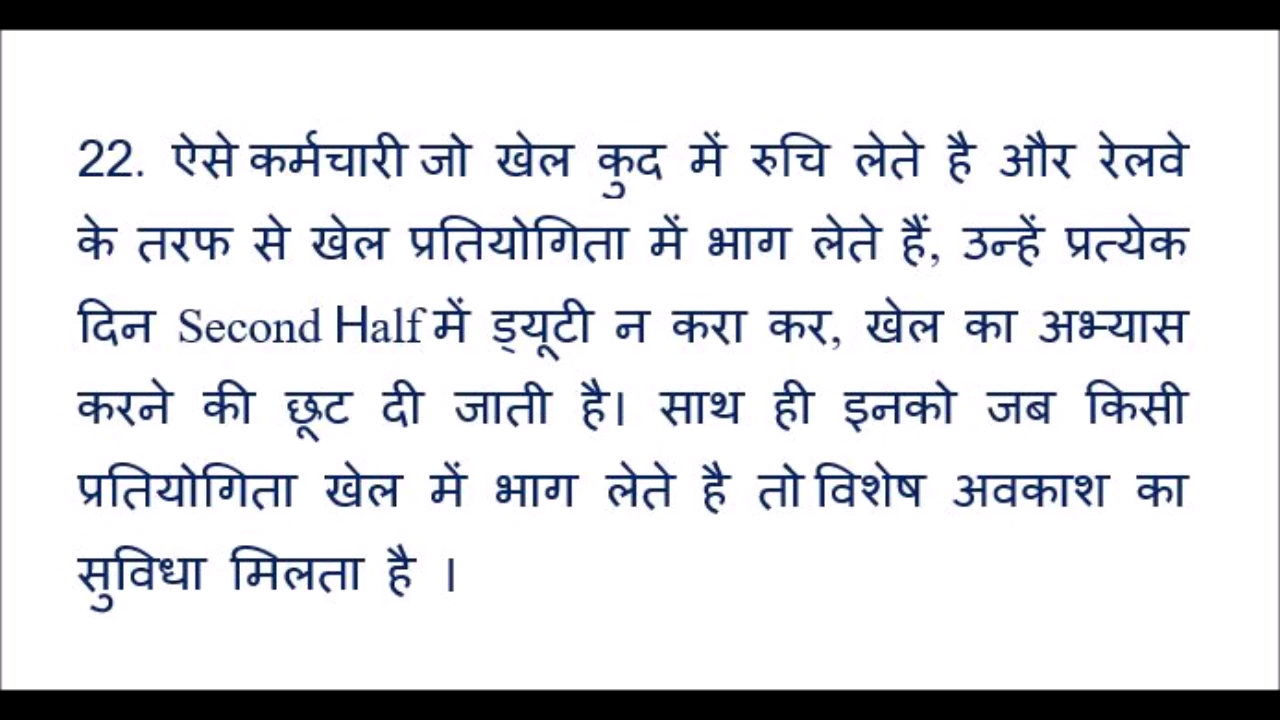 22. ऐसे कर्मचारी जो खेल कुद में रुचि लेते है और रेलवे
के तरफ से खेल प्रतियोगिता में भाग लेते हैं, उन्हें प्रत्येक
दिन Second Half में ड्यूटी न करा कर, खेल का अभ्यास
करने की छूट दी जाती है। साथ ही इनको जब किसी
प्रतियोगिता खेल में भाग लेते है तो विशेष अवकाश का
सुविधा मिलता है ।